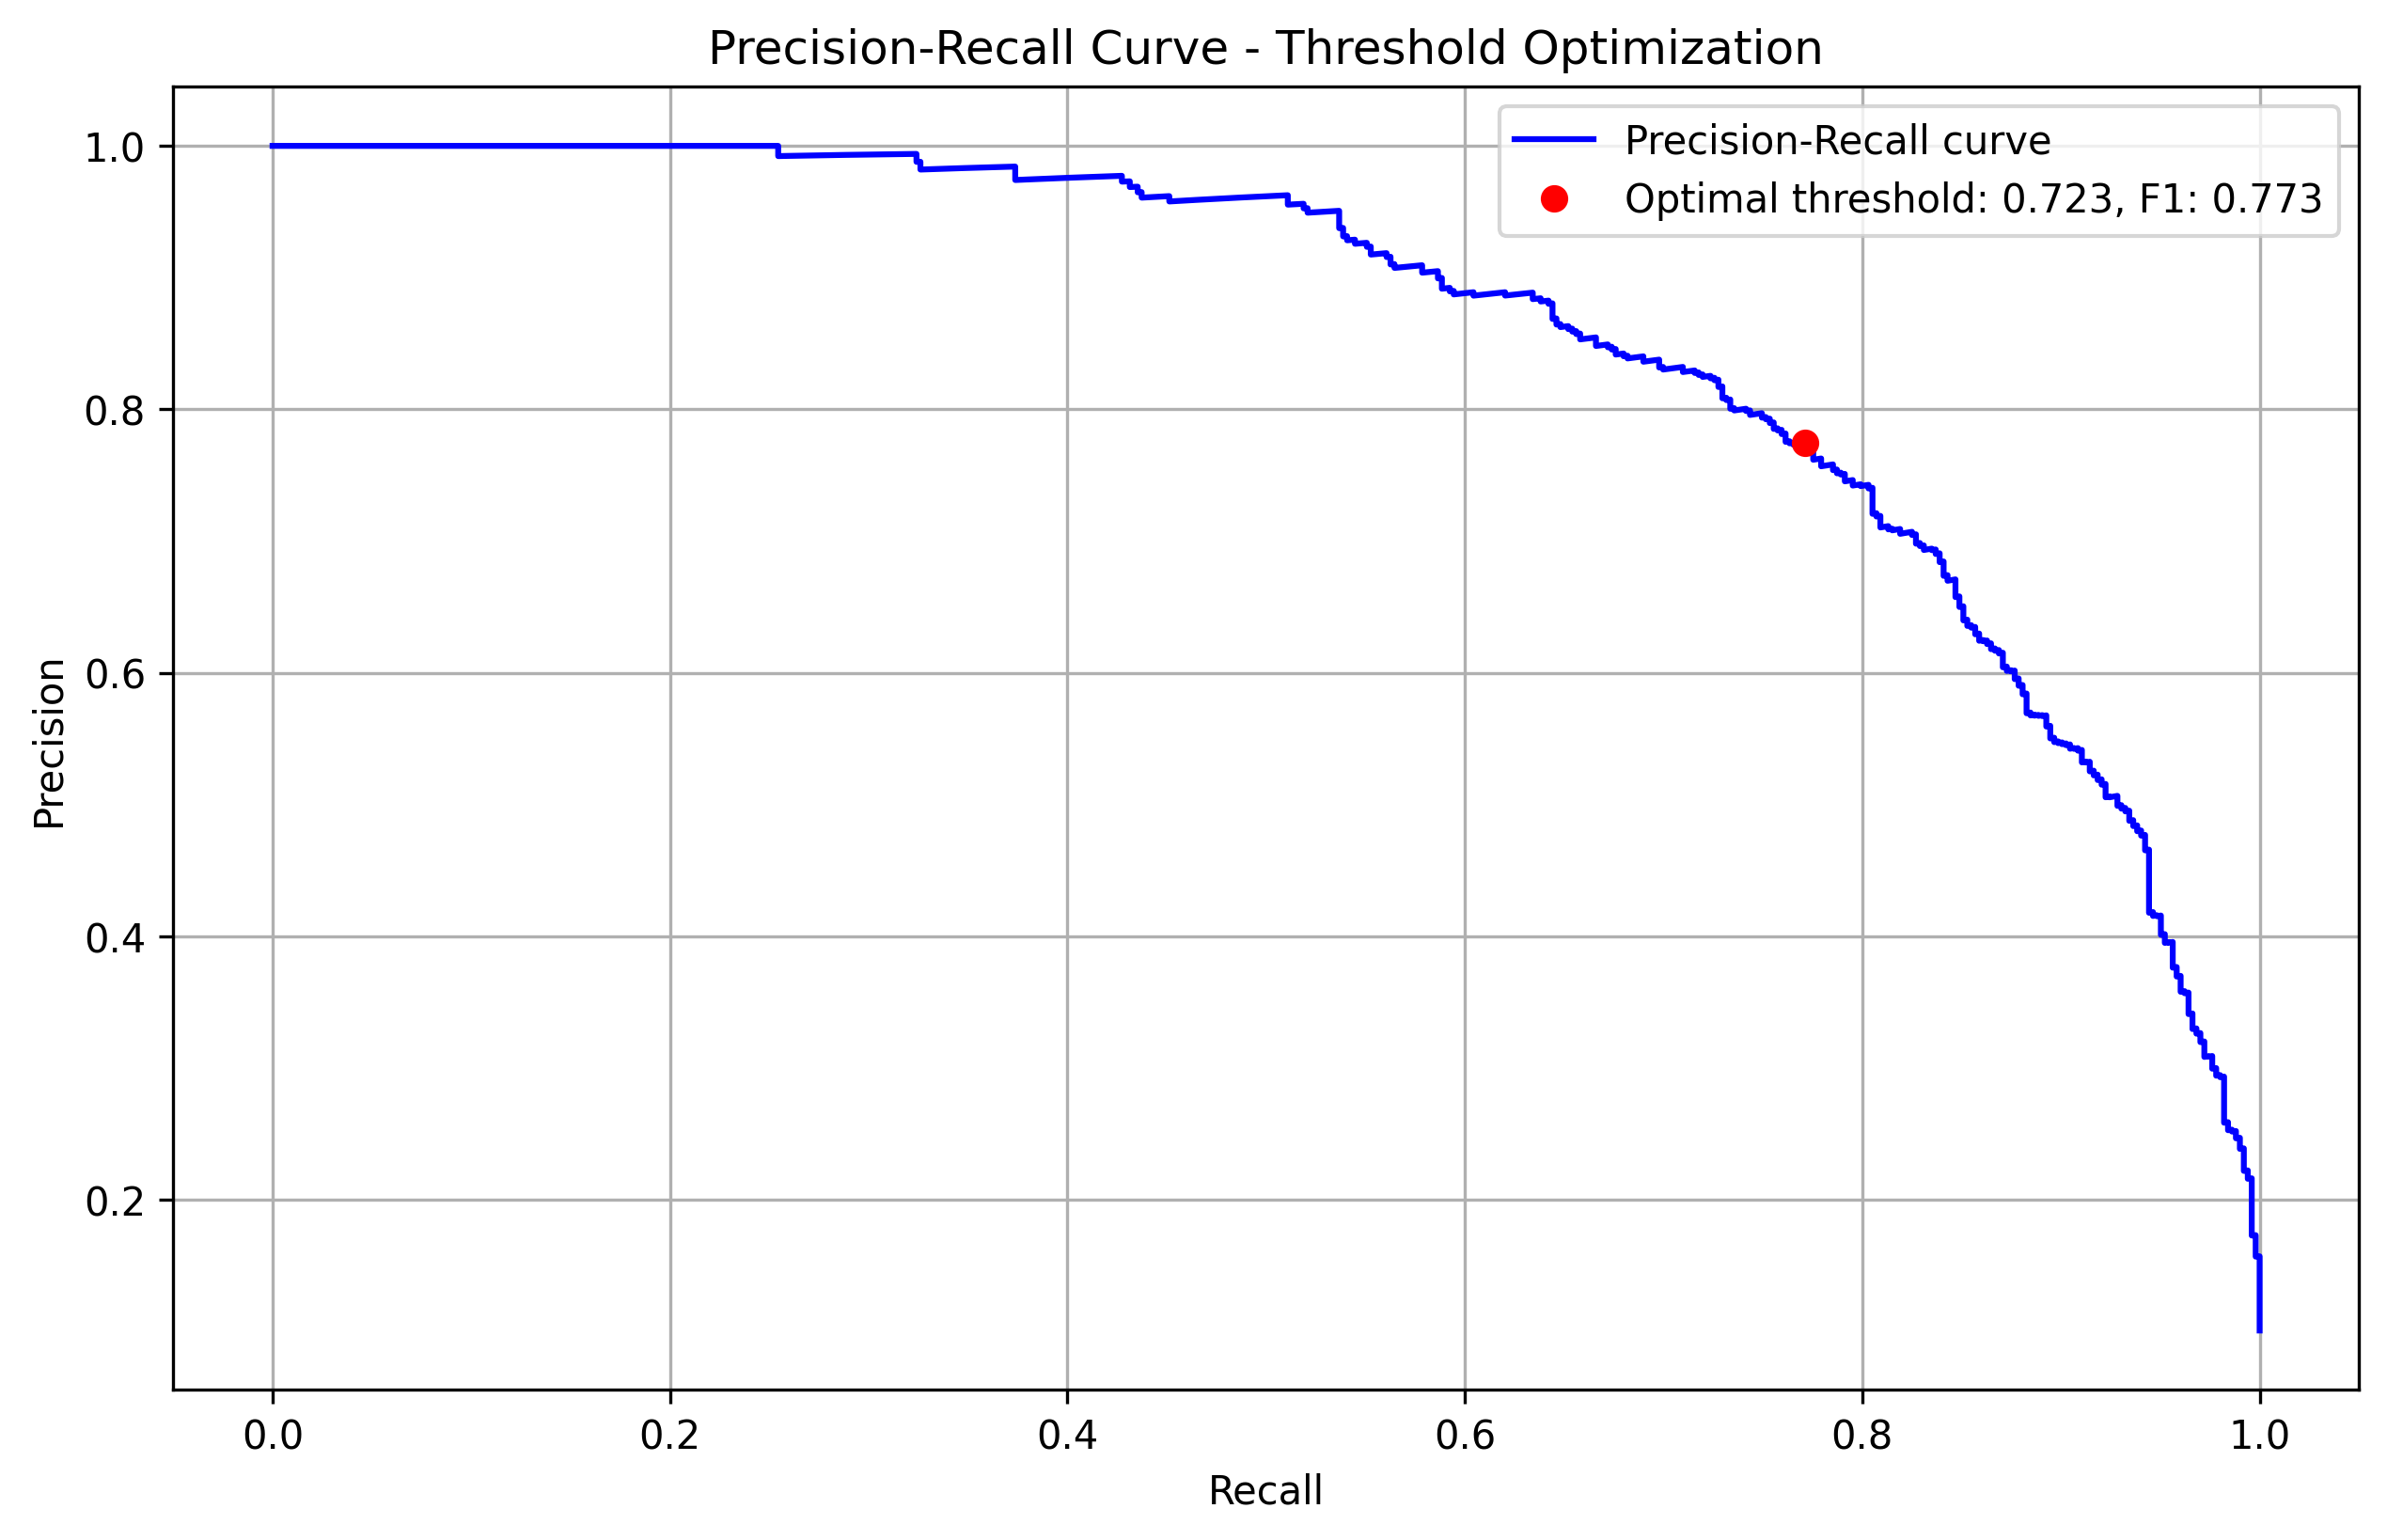 Precision-Recall Curve - Threshold Optimization
Precision-Recall curve
Optimal threshold: 0.723, F1: 0.773
1.0
0.8
0.6
0.4
0.2
Precision
0.0 0.2 0.4 0.6 0.8 1.0
Recall